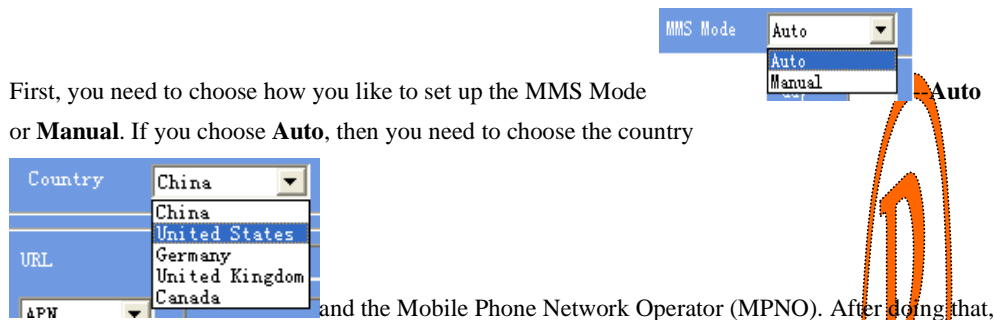 MMS Mode Auto
Auto
Manual
First, you need to choose how you like to set up the MMS Mode --Auto
or Manual. If you choose Auto, then you need to choose the country
Country China
China
United States
URL Germany
United Kingdom
APN Canada
and the Mobile Phone Network Operator (MPNO). After doing that,